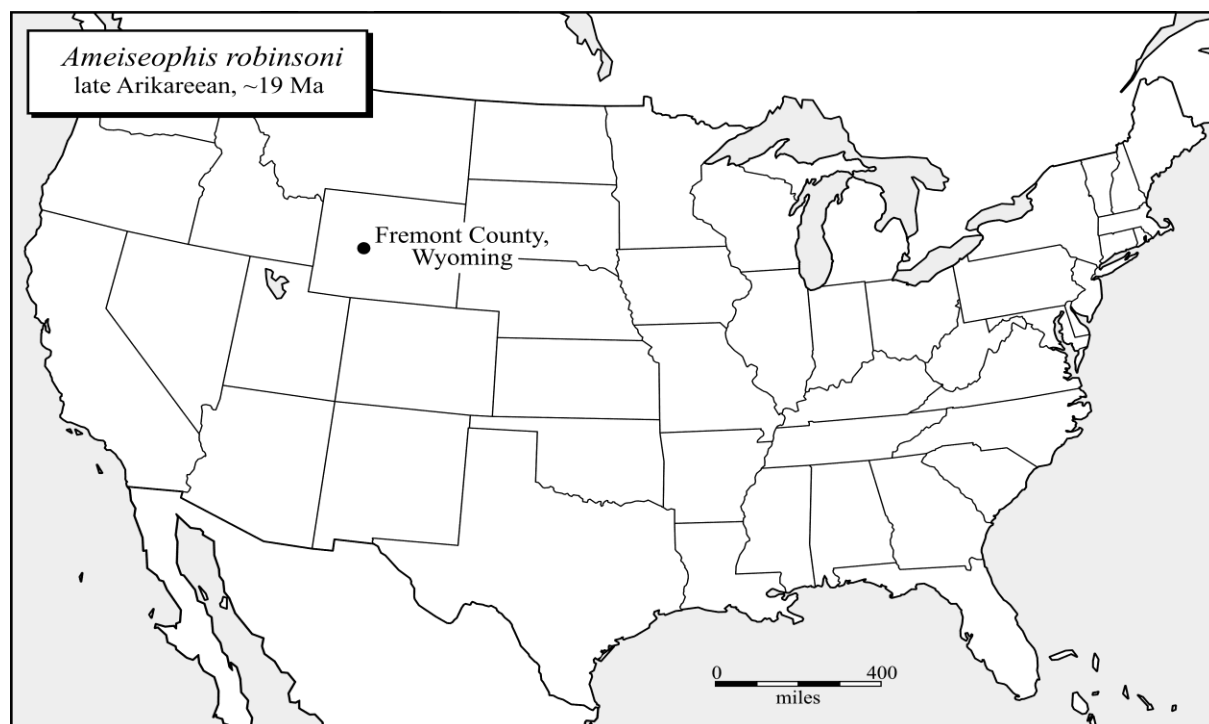 Ameiseophis robinsoni
late Arikareean, ~19 Ma
Fremont County,
Wyoming
0 400
miles